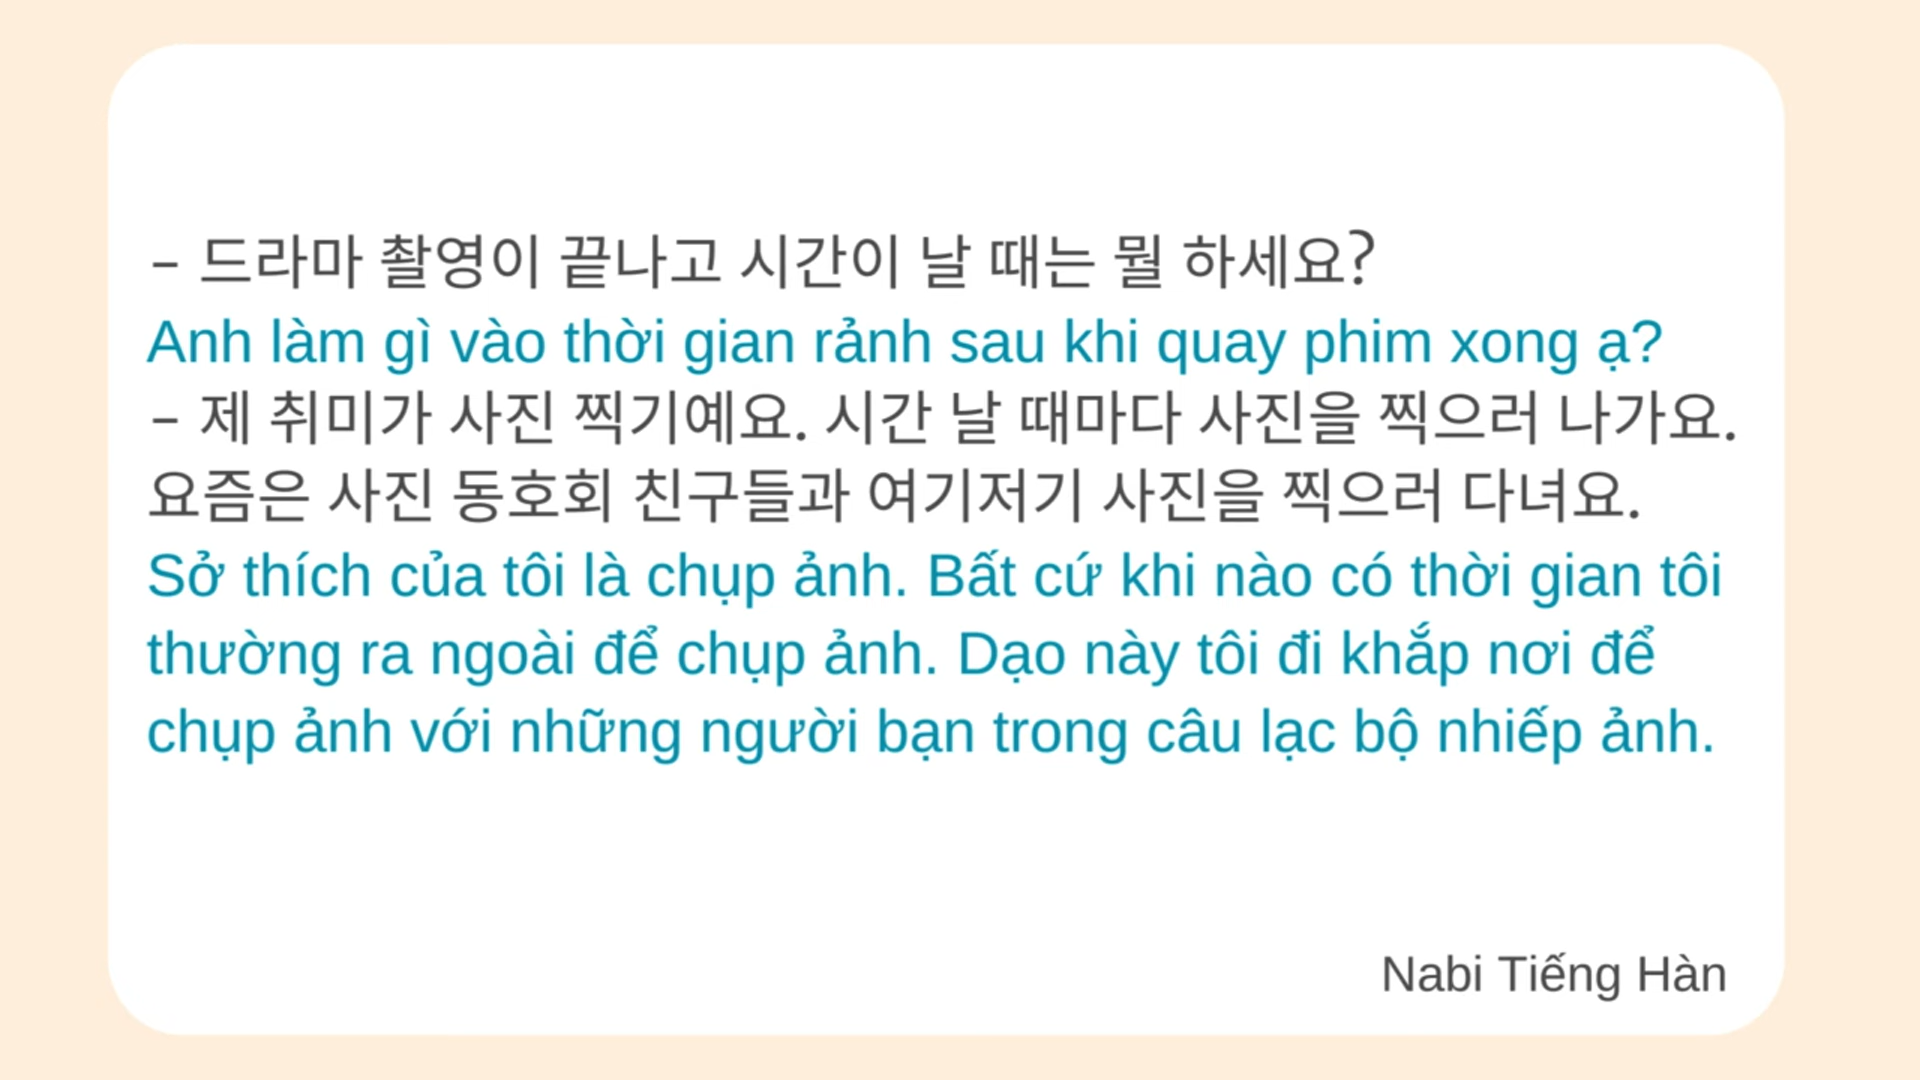 – 드라마 촬영이 끝나고 시간이 날 때는 뭘 하세요?
Anh làm gì vào thời gian rảnh sau khi quay phim xong ạ?
– 제 취미가 사진 찍기예요. 시간 날 때마다 사진을 찍으러 나가요.
요즘은 사진 동호회 친구들과 여기저기 사진을 찍으러 다녀요.
Sở thích của tôi là chụp ảnh. Bất cứ khi nào có thời gian tôi
thường ra ngoài để chụp ảnh. Dạo này tôi đi khắp nơi để
chụp ảnh với những người bạn trong câu lạc bộ nhiếp ảnh.
Nabi Tiếng Hàn